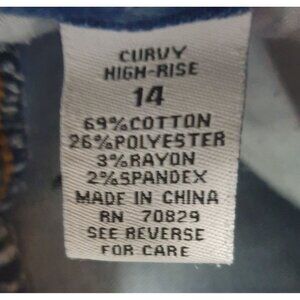 CURVY
HIGH-RISE
14
69%COTTON
26%POLYESTER
3%RAYON
2%SPANDEX
MADE IN CHINA
RN 70829
SEE REVERSE
FOR CARE